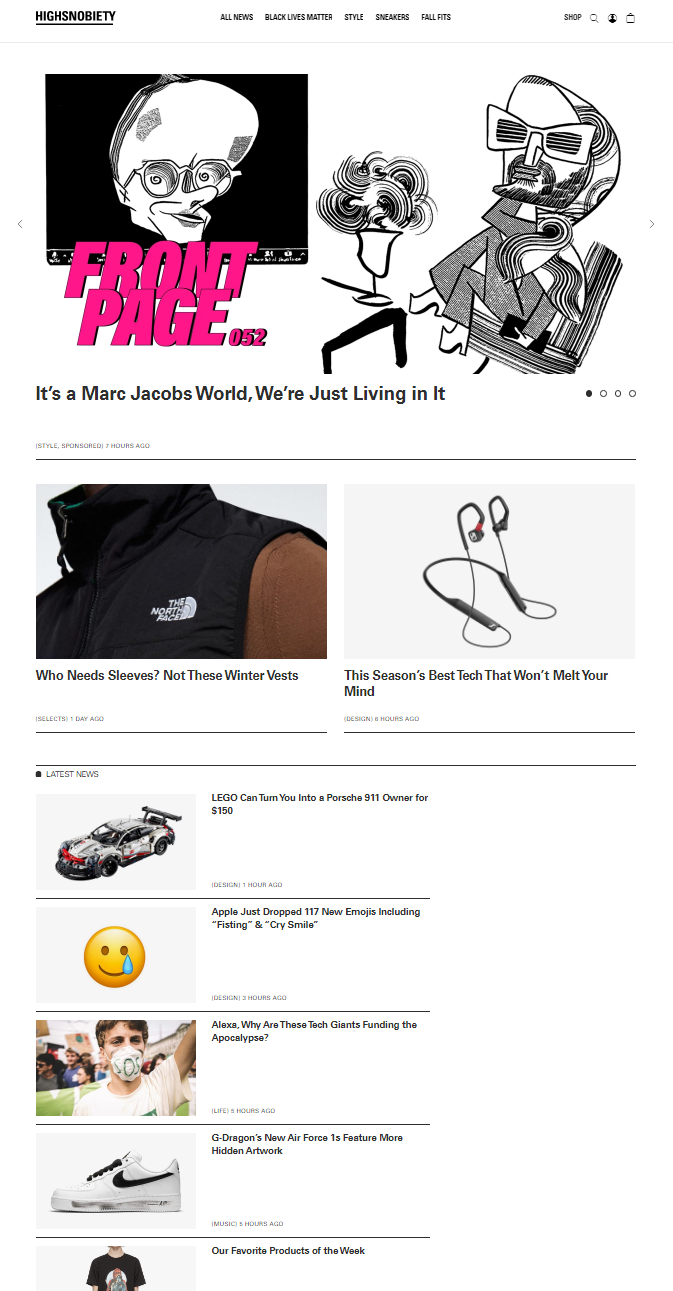 HIGHSNOBIETY
ALL NEWS BLACK LIVES MATTER STYLE SNEAKERS FALL FITS
SHOP
FRONT
PAGE 052
It's a Marc Jacobs World, We're Just Living in It
(STYLE, SPONSORED) 7 HOURS AGO
THE
NORTH
FACE
Who Needs Sleeves? Not These Winter Vests
(SELECTS) 1 DAY AGO
This Season's Best Tech That Won't Melt Your
Mind
(DESIGN) 6 HOURS AGO
LATEST NEWS
LEGO Can Turn You Into a Porsche 911 Owner for
$150
(DESIGN) 1 HOUR AGO
Apple Just Dropped 117 New Emojis Including
“Fisting” & “Cry Smile”
(DESIGN) 3 HOURS AGO
Alexa, Why Are These Tech Giants Funding the
Apocalypse?
(LIFE) 5 HOURS AGO
G-Dragon's New Air Force 1s Feature More
Hidden Artwork
(MUSIC) 5 HOURS AGO
Our Favorite Products of the Week